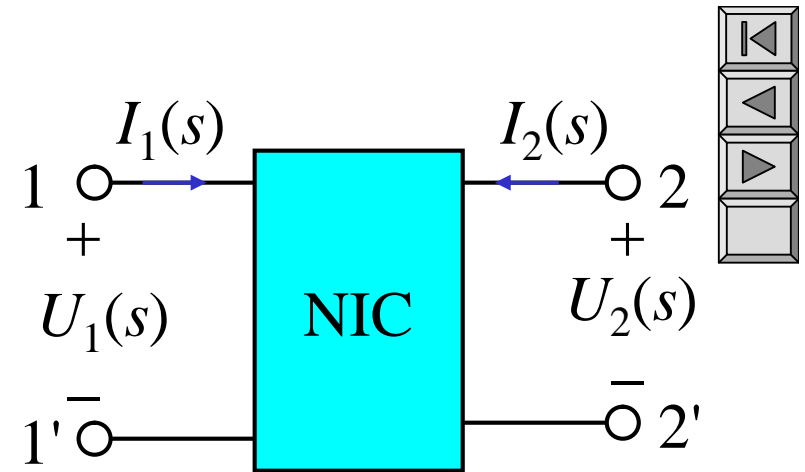 I₁(s) I₂(s)
1 2
+ +
U₁(s) NIC U₂(s)
− −
1' 2'